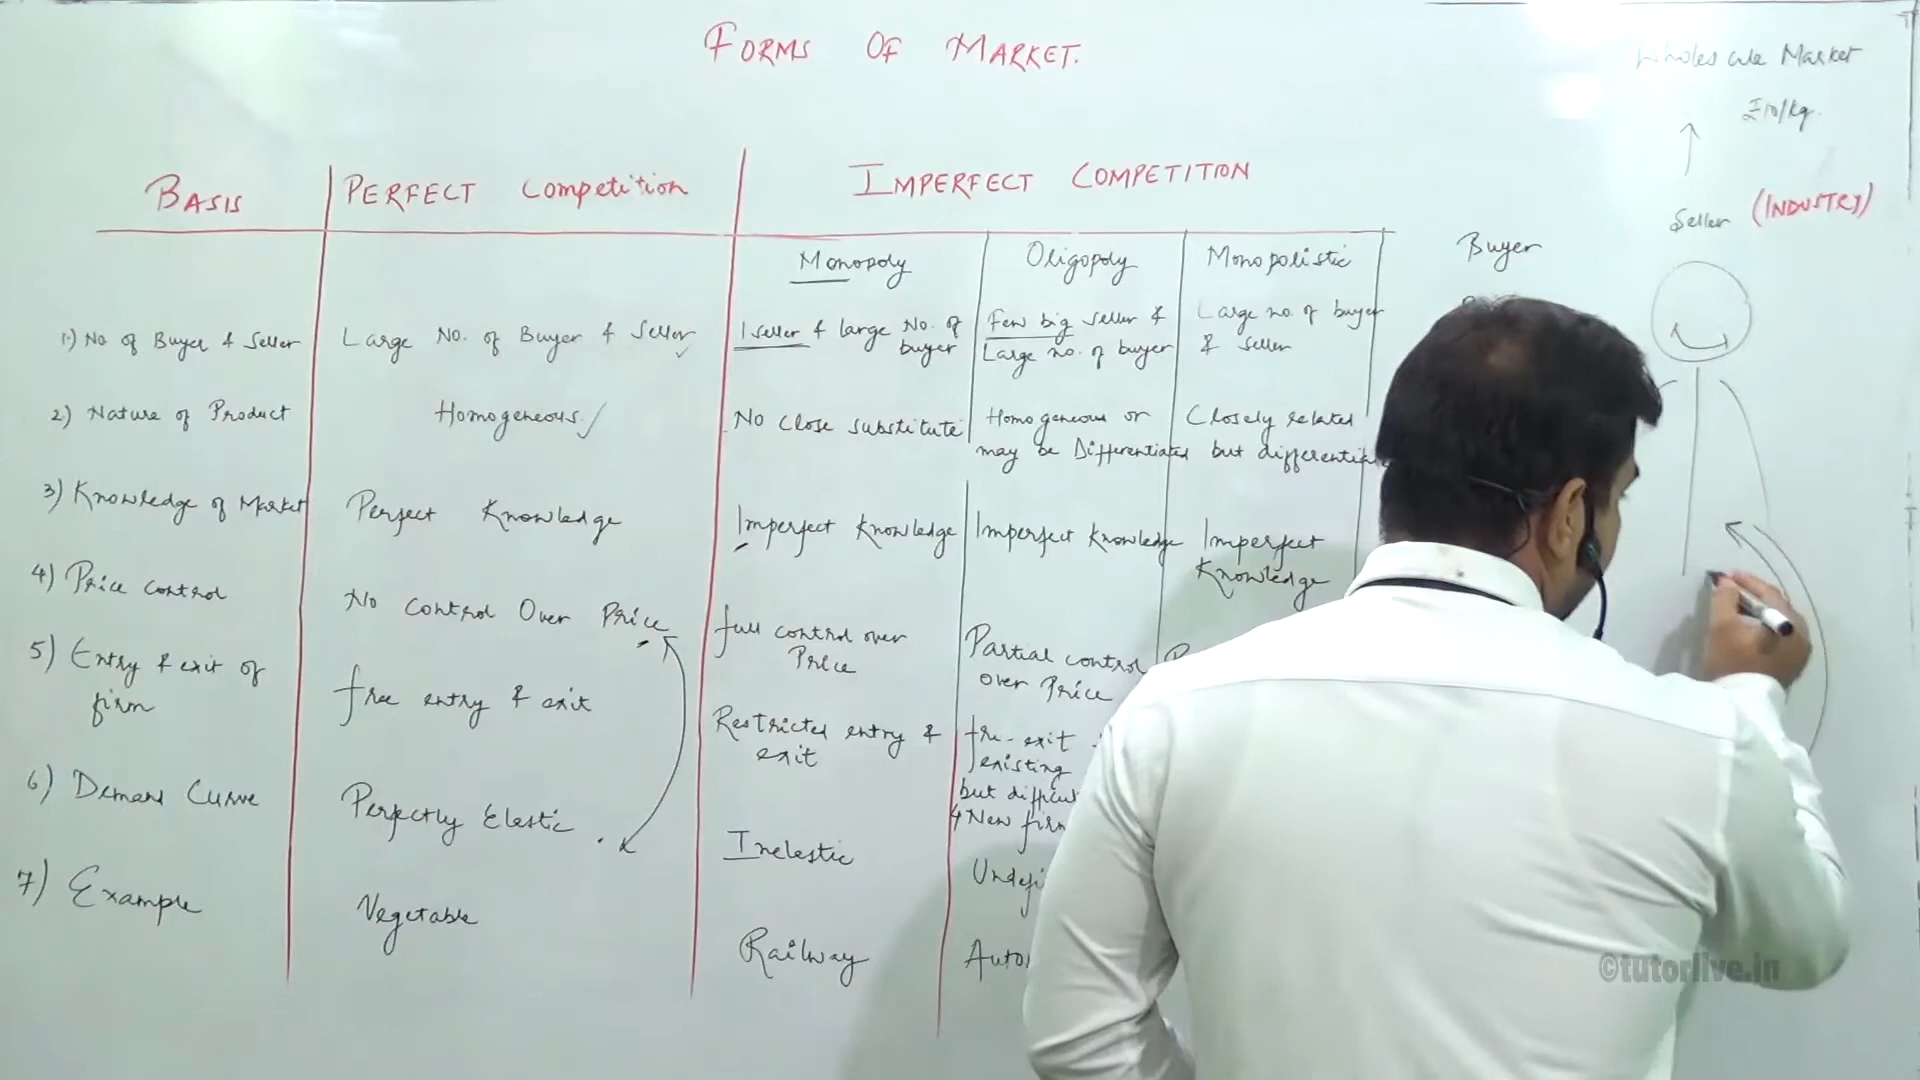 FORMS OF MARKET.
Wholesale Market
₹10/kg.
Seller (INDUSTRY)
BASIS
PERFECT Competition
IMPERFECT COMPETITION
Monopoly
Oligopoly
Monopolistic
Buyer
1.) No of Buyer & Seller
Large No. of Buyer & Seller
1 Seller & large No. of
buyer
Few big seller &
Large no. of buyer
Large no. of buyer
& seller
2) Nature of Product
Homogeneous
No Close substitute
Homogeneous or
may be Differentiated
Closely related
but differentiate
3) Knowledge of Market
Perfect Knowledge
Imperfect Knowledge
Imperfect Knowledge
Imperfect
Knowledge
4) Price control
No Control Over Price
full control over
Price
Partial control
over Price
5) Entry & exit of
firm
free entry & exit
Restricted entry &
exit
fre- exit
existing
but difficul
New firm
6) Demand Curve
Perfectly Elastic
Inelastic
Undefi
7) Example
Vegetable
Railway
Auto
©tutorlive.in